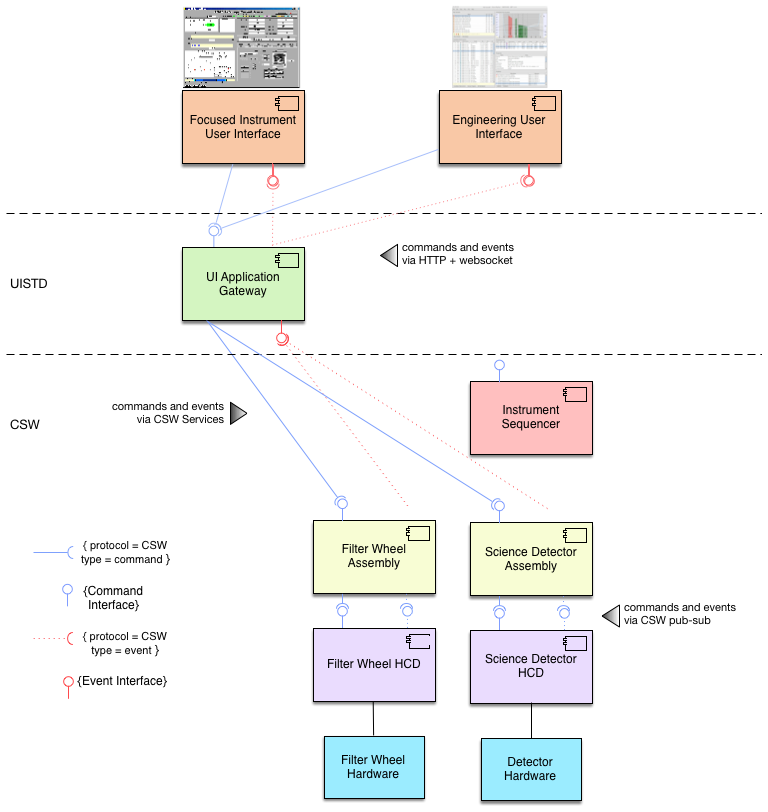 Focused Instrument
User Interface
Engineering User
Interface
commands and events
via HTTP + websocket
UISTD
UI Application
Gateway
CSW
commands and events
via CSW Services
Instrument
Sequencer
Filter Wheel
Assembly
Science Detector
Assembly
{ protocol = CSW
type = command }
{Command
Interface}
{ protocol = CSW
type = event }
{Event Interface}
commands and events
via CSW pub-sub
Filter Wheel HCD
Science Detector
HCD
Filter Wheel
Hardware
Detector
Hardware